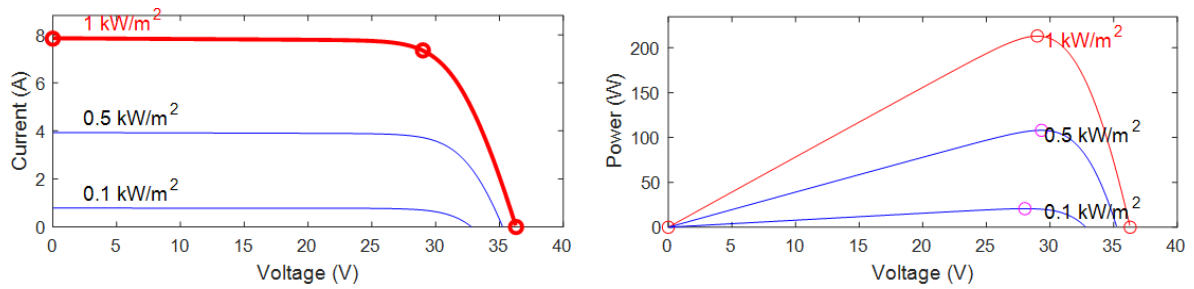 1 kW/m²
0.5 kW/m²
0.1 kW/m²
Current (A)
8
6
4
2
0
0 5 10 15 20 25 30 35 40
Voltage (V)
1 kW/m²
0.5 kW/m²
0.1 kW/m²
Power (W)
200
150
100
50
0
0 5 10 15 20 25 30 35 40
Voltage (V)